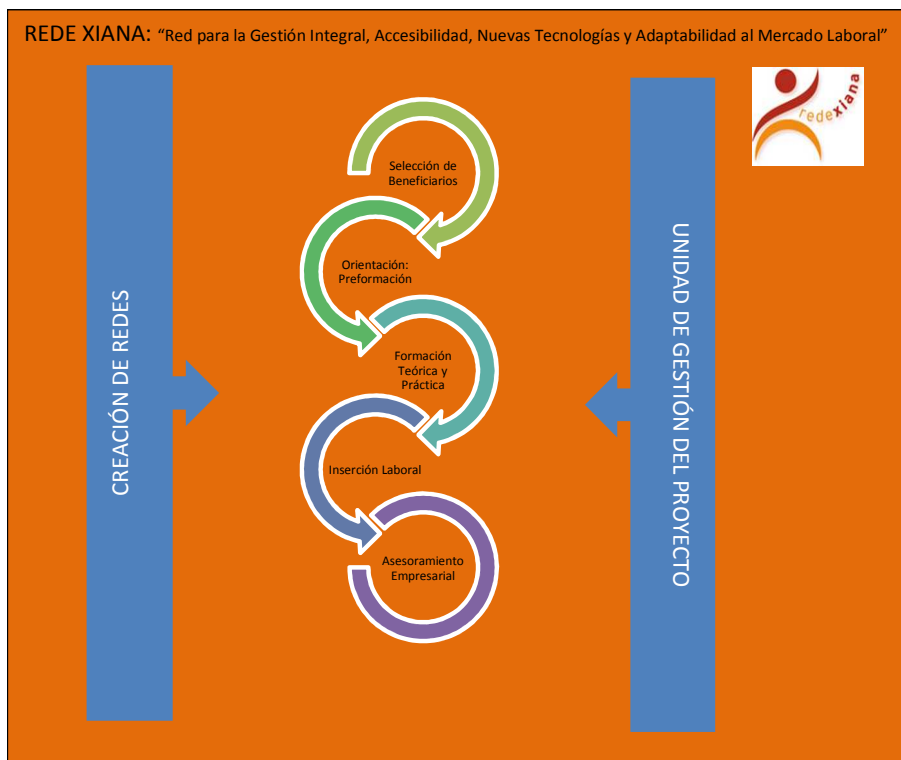 REDE XIANA: “Red para la Gestión Integral, Accesibilidad, Nuevas Tecnologías y Adaptabilidad al Mercado Laboral”
redexiana
CREACIÓN DE REDES
Selección de
Beneficiarios
Orientación:
Preformación
Formación
Teórica y
Práctica
Inserción Laboral
Asesoramiento
Empresarial
UNIDAD DE GESTIÓN DEL PROYECTO